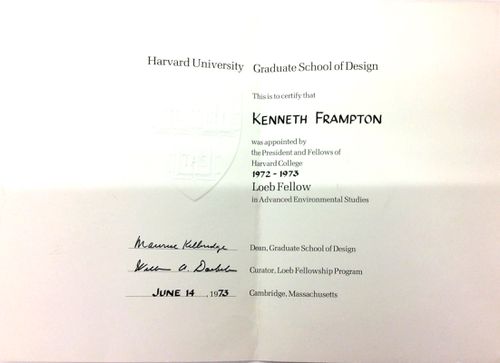 Harvard University Graduate School of Design
This is to certify that
KENNETH FRAMPTON
was appointed by
the President and Fellows of
Harvard College
1972 - 1973
Loeb Fellow
in Advanced Environmental Studies
Maurice Kilbridge Dean, Graduate School of Design
William A. Doebele Curator, Loeb Fellowship Program
JUNE 14, 1973 Cambridge, Massachusetts